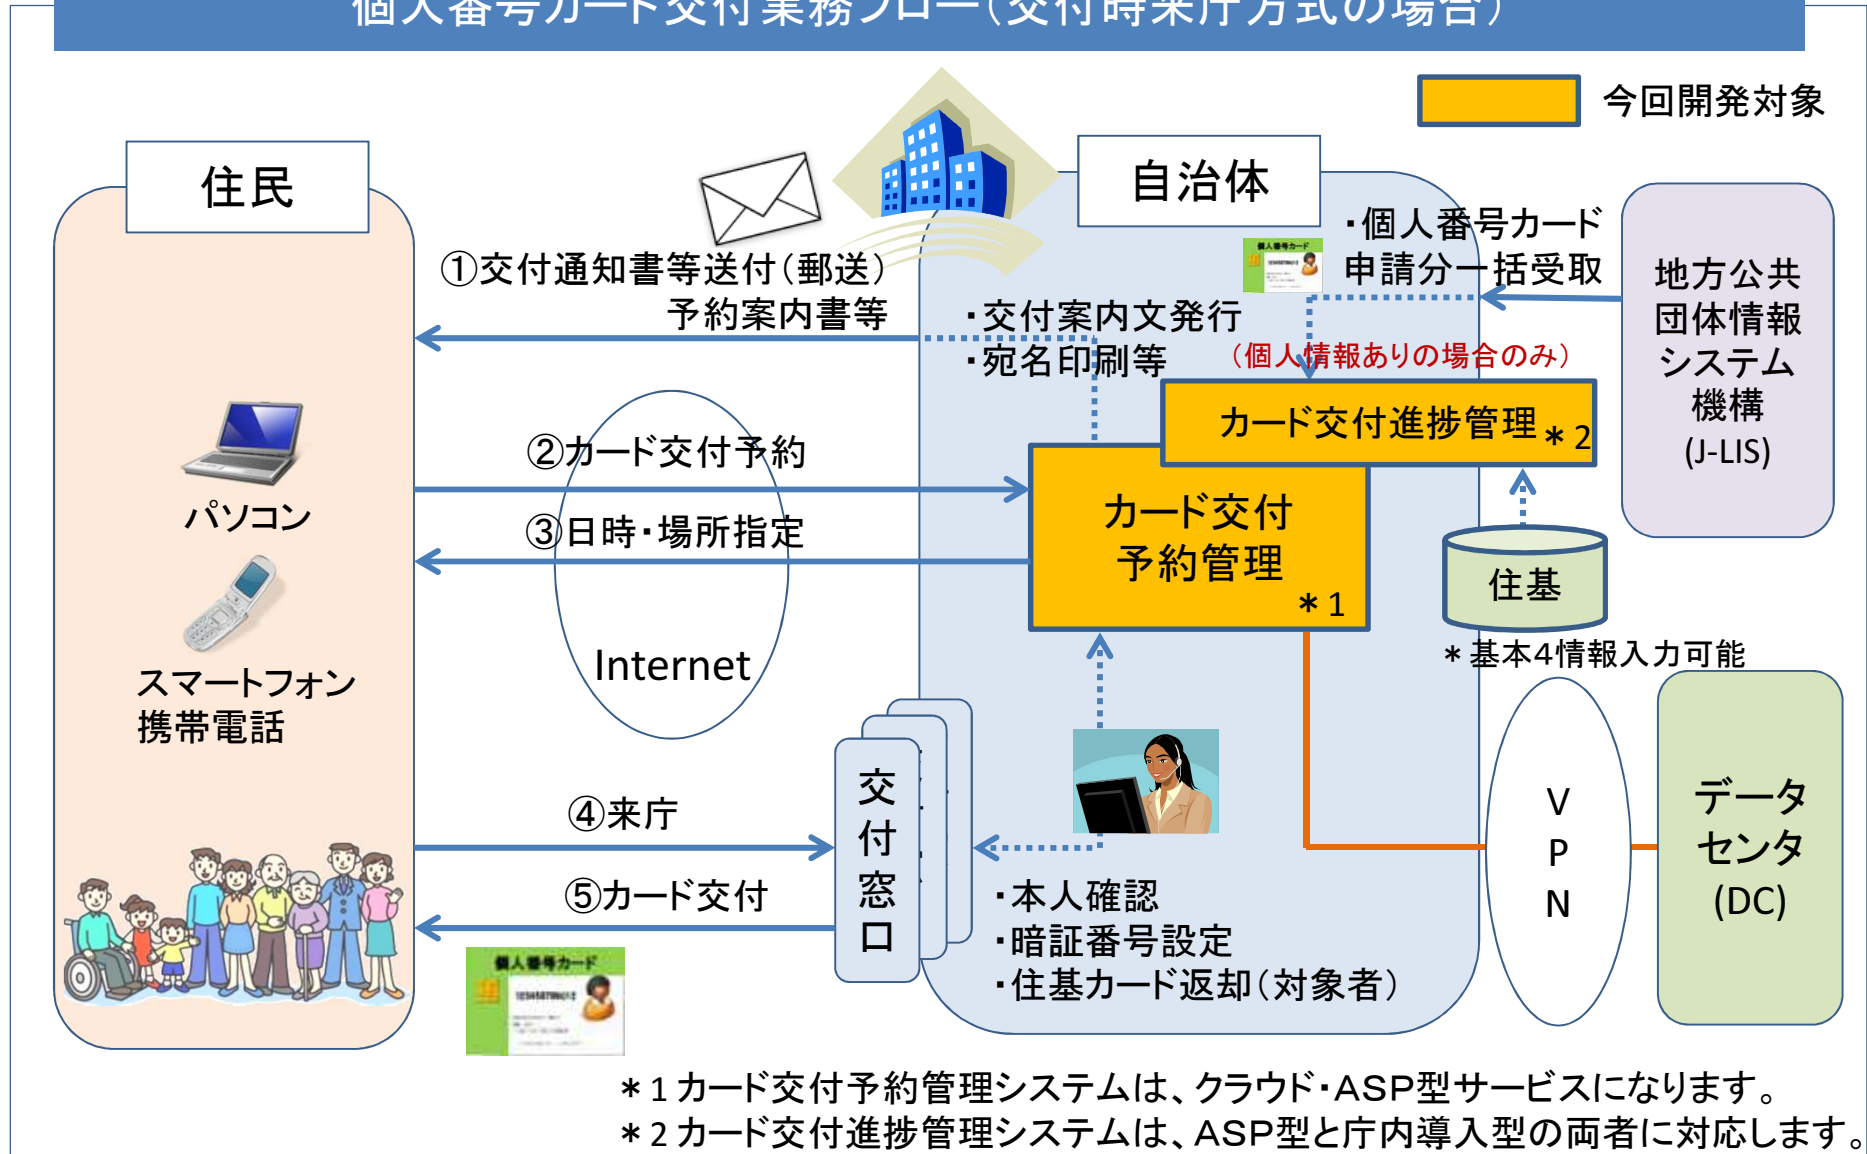 個人番号カード交付業務フロー(交付時来庁方式の場合)
今回開発対象
住民
自治体
①交付通知書等送付(郵送)
予約案内書等
・交付案内文発行
・宛名印刷等
・個人番号カード
申請分一括受取
個人番号カード
(個人情報ありの場合のみ)
地方公共
団体情報
システム
機構
(J-LIS)
カード交付進捗管理
*2
②カード交付予約
③日時・場所指定
カード交付
予約管理
*1
パソコン
スマートフォン
携帯電話
Internet
住基
*基本4情報入力可能
④来庁
⑤カード交付
交付窓口
・本人確認
・暗証番号設定
・住基カード返却(対象者)
VPN
データ
センタ
(DC)
個人番号カード
*1カード交付予約管理システムは、クラウド・ASP型サービスになります。
*2カード交付進捗管理システムは、ASP型と庁内導入型の両者に対応します。